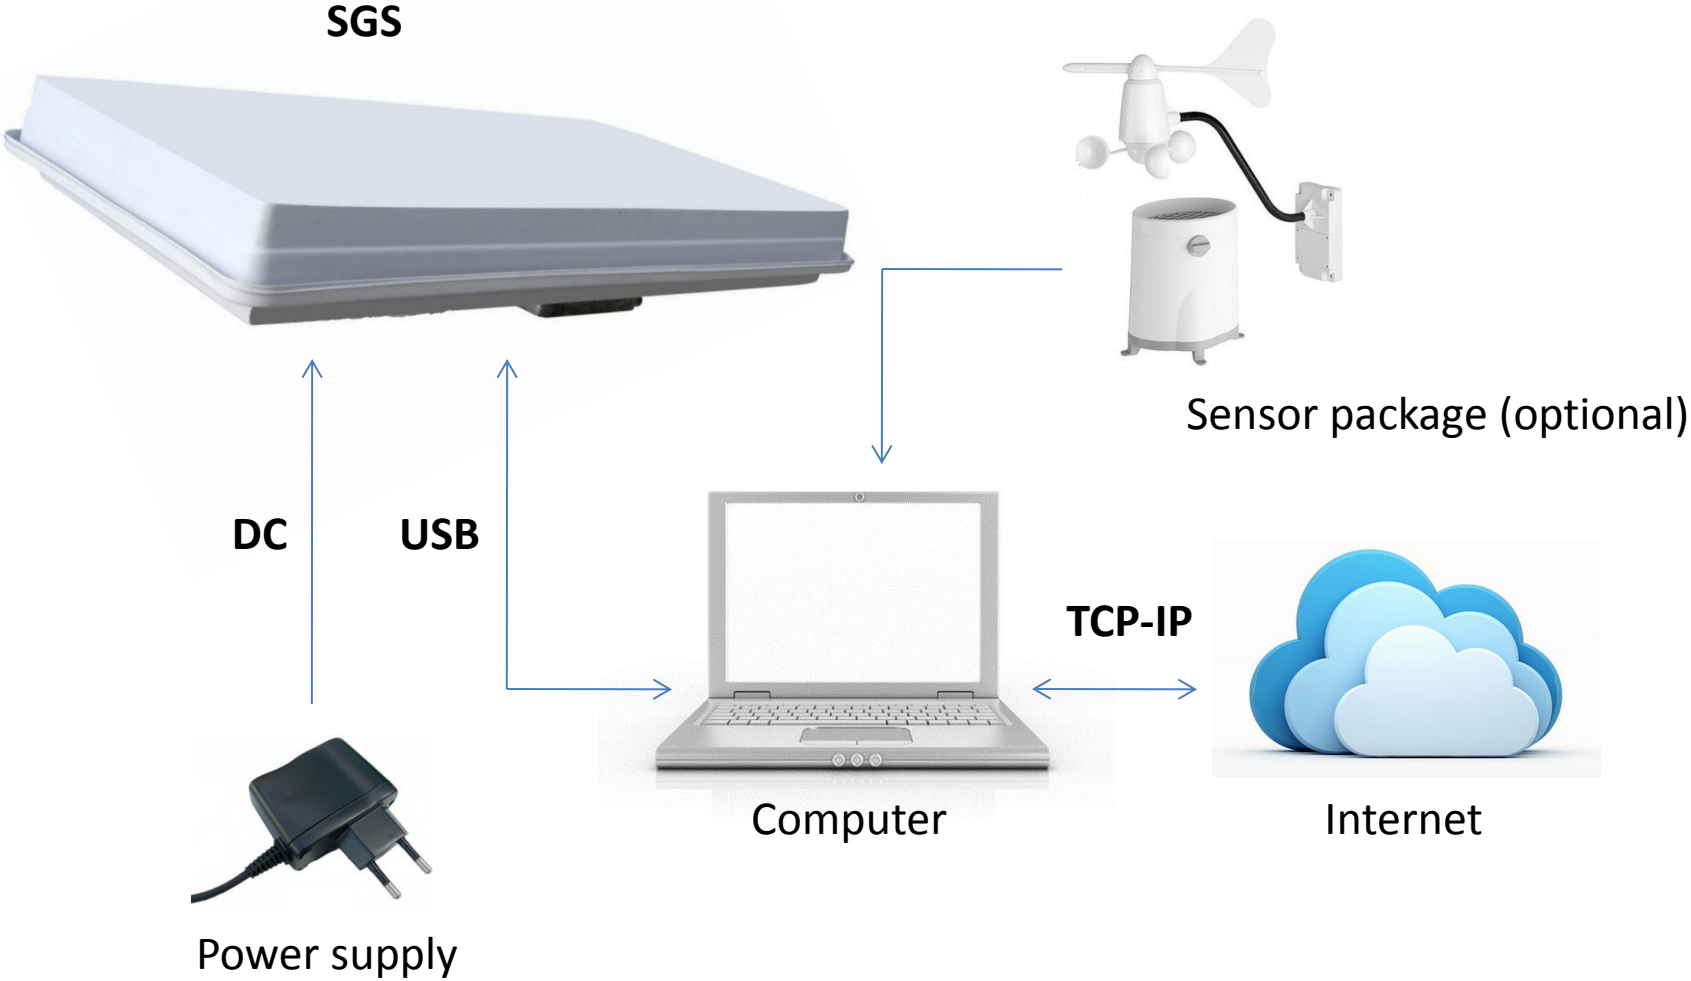 SGS
Sensor package (optional)
DC
USB
TCP-IP
Computer
Internet
Power supply